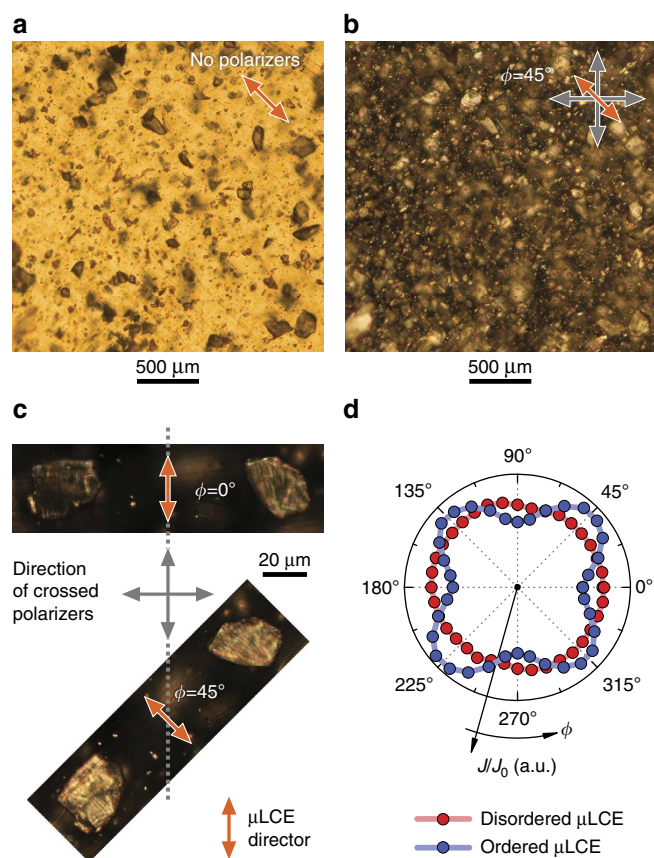 a
No polarizers
500 μm
b
ϕ=45°
500 μm
c
ϕ=0°
Direction
of crossed
polarizers
20 μm
ϕ=45°
μLCE
director
d
90°
135°
45°
180°
0°
225°
315°
270°
ϕ
J/J₀ (a.u.)
Disordered μLCE
Ordered μLCE